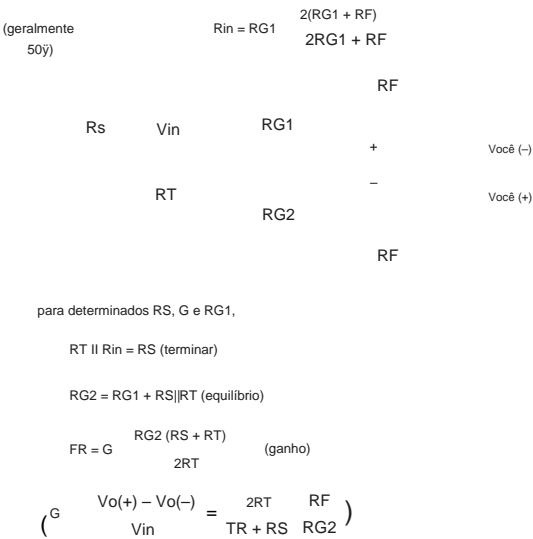 (geralmente
50ÿ)
Rin = RG1 2(RG1 + RF)
2RG1 + RF
RF
Rs Vin RG1
+ Você (–)
RT – Você (+)
RG2
RF
para determinados RS, G e RG1,
RT II Rin = RS (terminar)
RG2 = RG1 + RS||RT (equilíbrio)
FR = G RG2 (RS + RT) (ganho)
2RT
(G Vo(+) – Vo(–) = 2RT RF )
Vin TR + RS RG2